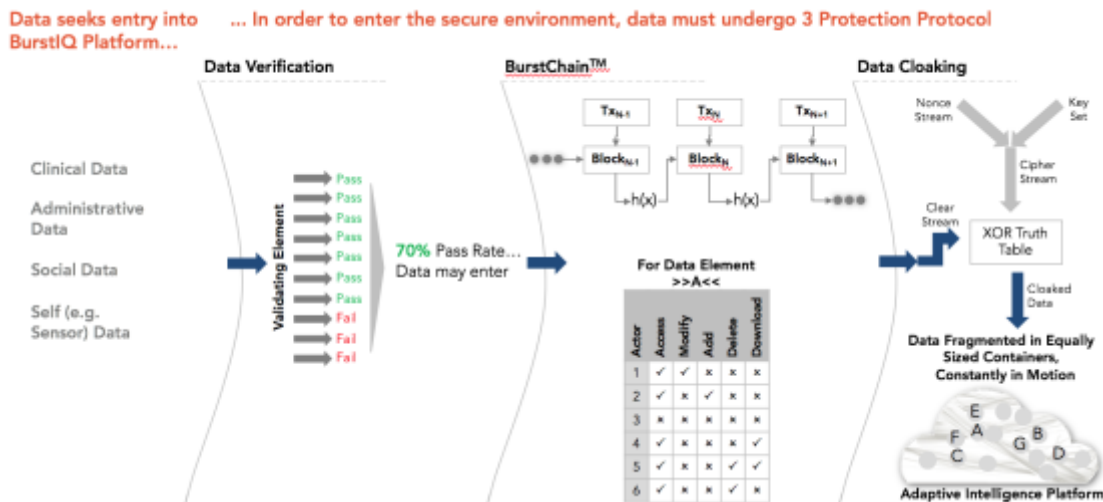 Data seeks entry into
BurstIQ Platform…
... In order to enter the secure environment, data must undergo 3 Protection Protocol
Data Verification
BurstChain™
Data Cloaking
Clinical Data
Administrative
Data
Social Data
Self (e.g.
Sensor) Data
Validating Element
Pass
Pass
Pass
Pass
Pass
Pass
Pass
Fail
Fail
Fail
70% Pass Rate…
Data may enter
Tx N-1
Tx N
Tx N+1
Block N-1
Block N
Block N+1
h(x)
h(x)
For Data Element
>>A<<
Actor Access Modify Add Delete Download
1 ✓ ✓ × × ×
2 ✓ × ✓ × ×
3 × × × × ×
4 ✓ × × × ✓
5 ✓ × × ✓ ✓
6 ✓ × × ✓ ×
Nonce
Stream
Key
Set
Cipher
Stream
Clear
Stream
XOR Truth
Table
Cloaked
Data
Data Fragmented in Equally
Sized Containers,
Constantly in Motion
E
A
F
C
G
B
D
Adaptive Intelligence Platform